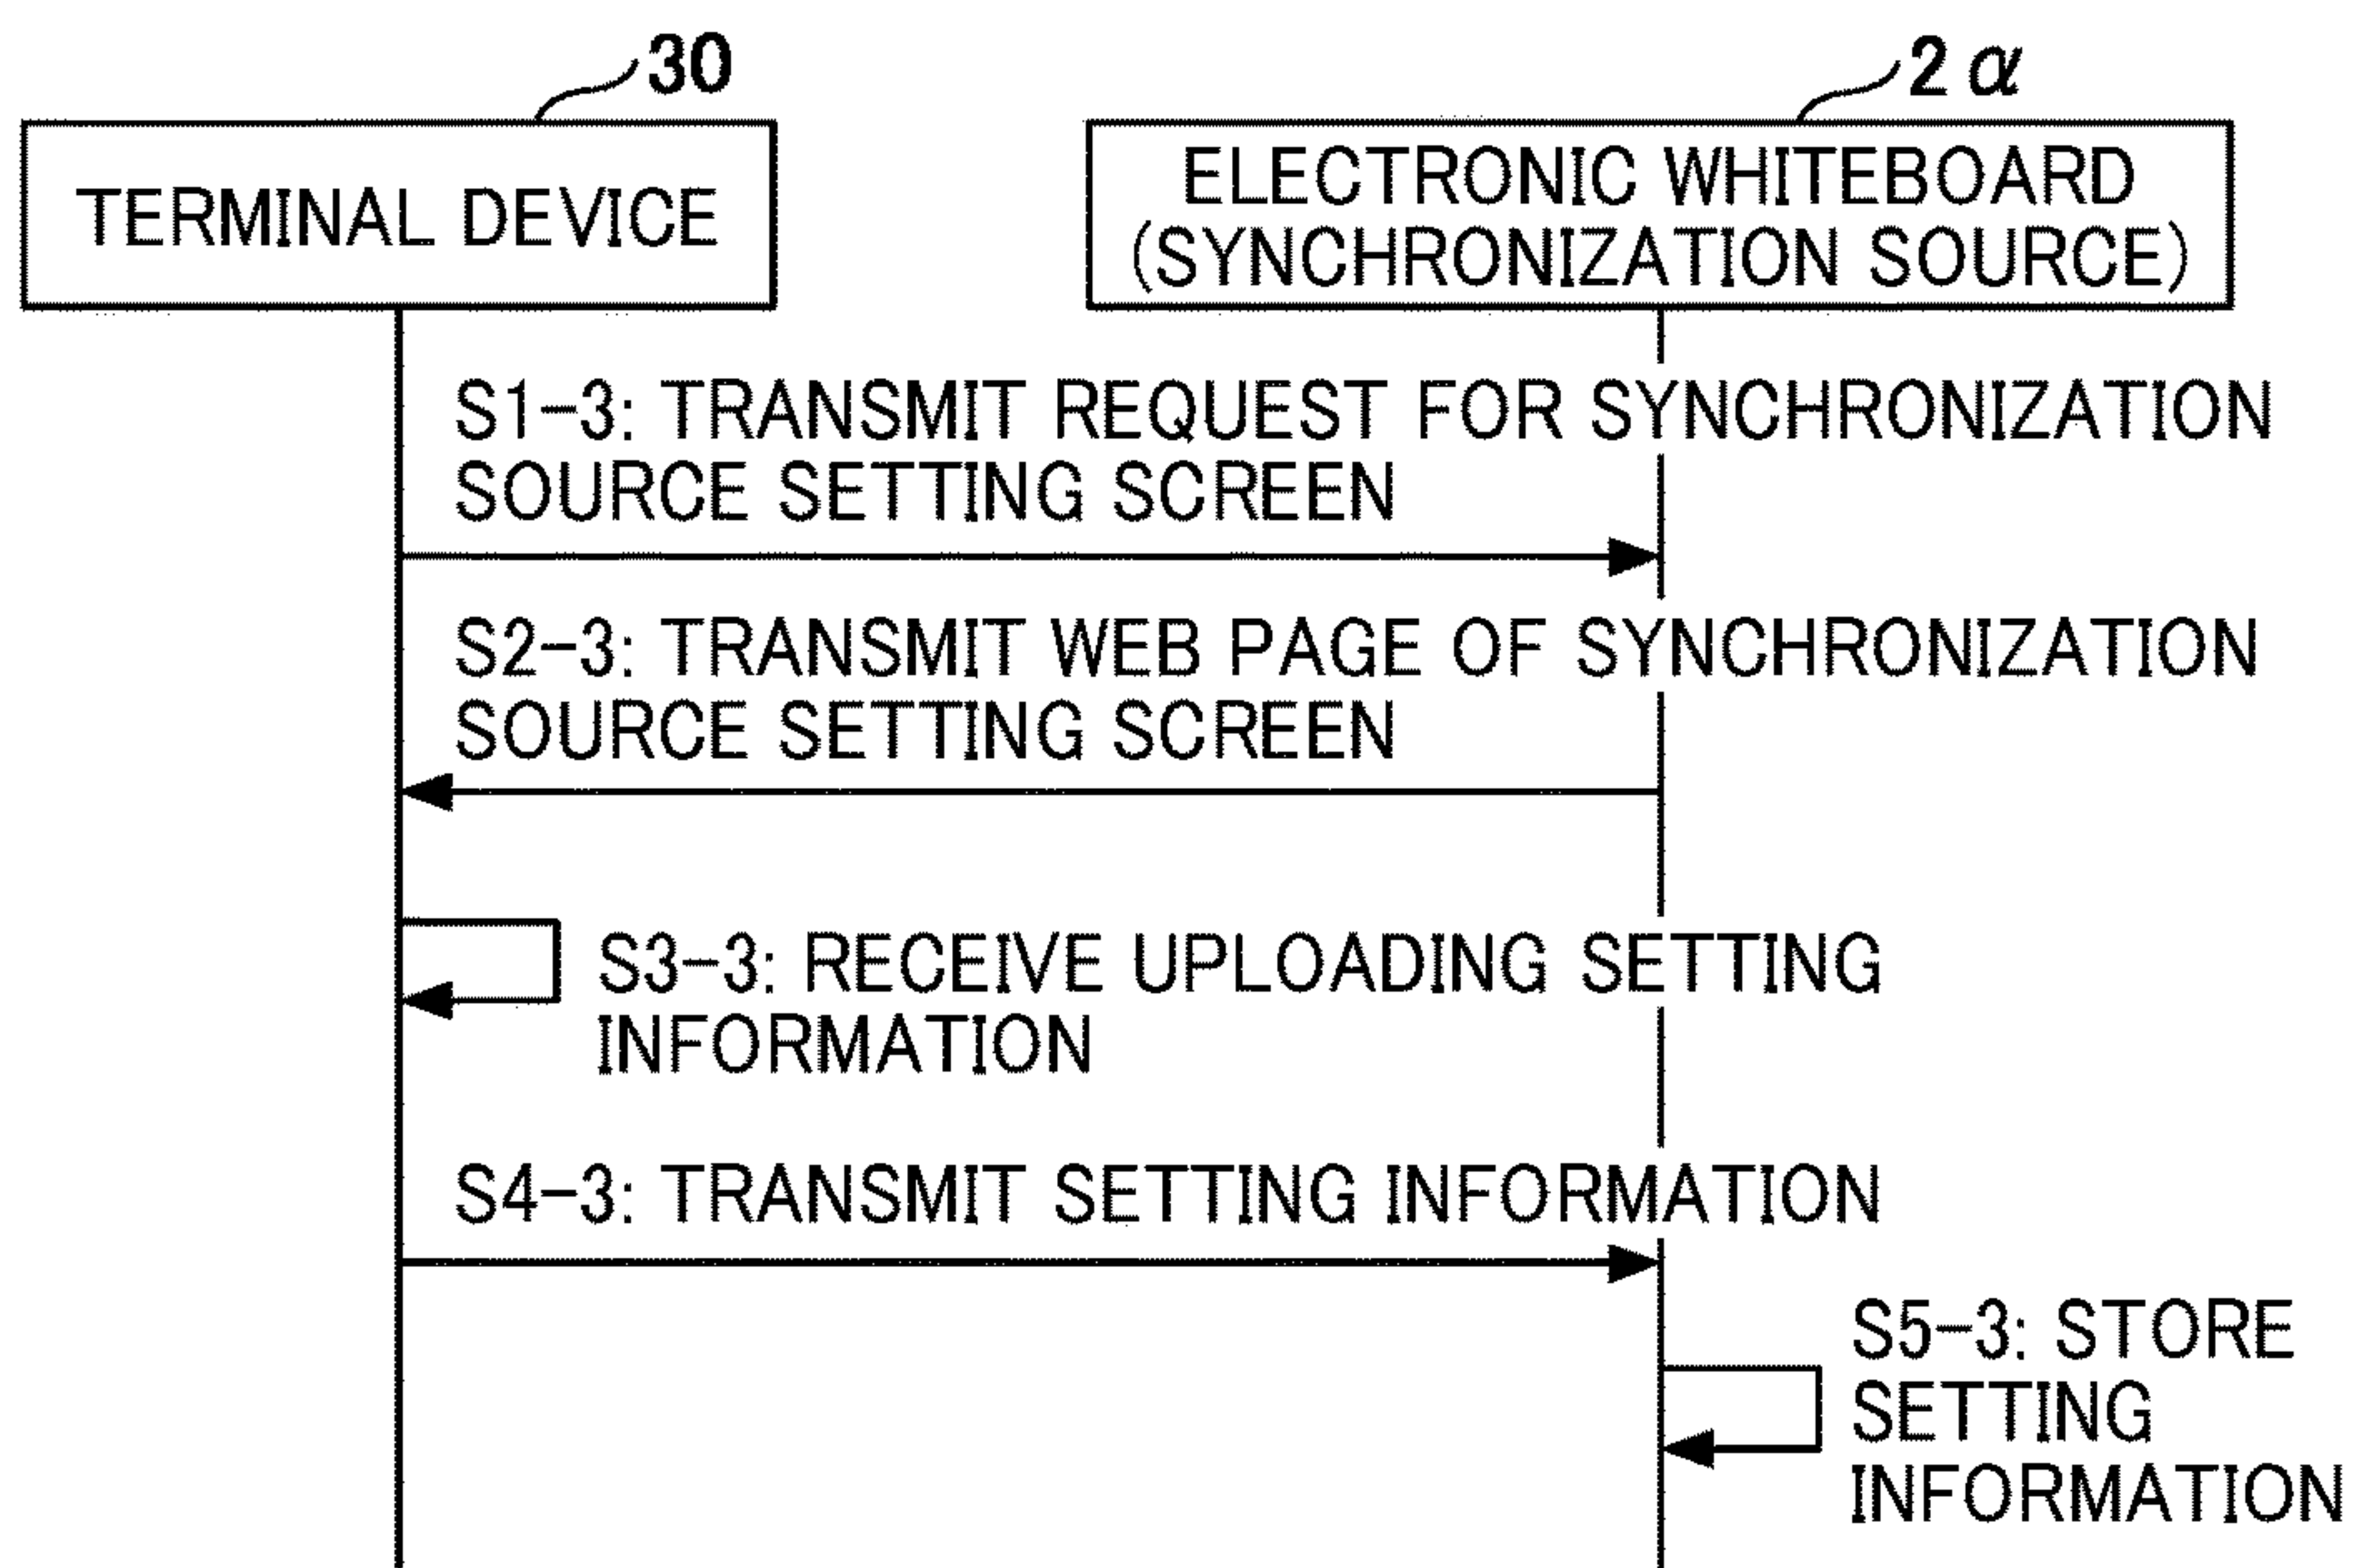 30
2α
TERMINAL DEVICE
ELECTRONIC WHITEBOARD
(SYNCHRONIZATION SOURCE)
S1-3: TRANSMIT REQUEST FOR SYNCHRONIZATION
SOURCE SETTING SCREEN
S2-3: TRANSMIT WEB PAGE OF SYNCHRONIZATION
SOURCE SETTING SCREEN
S3-3: RECEIVE UPLOADING SETTING
INFORMATION
S4-3: TRANSMIT SETTING INFORMATION
S5-3: STORE
SETTING
INFORMATION